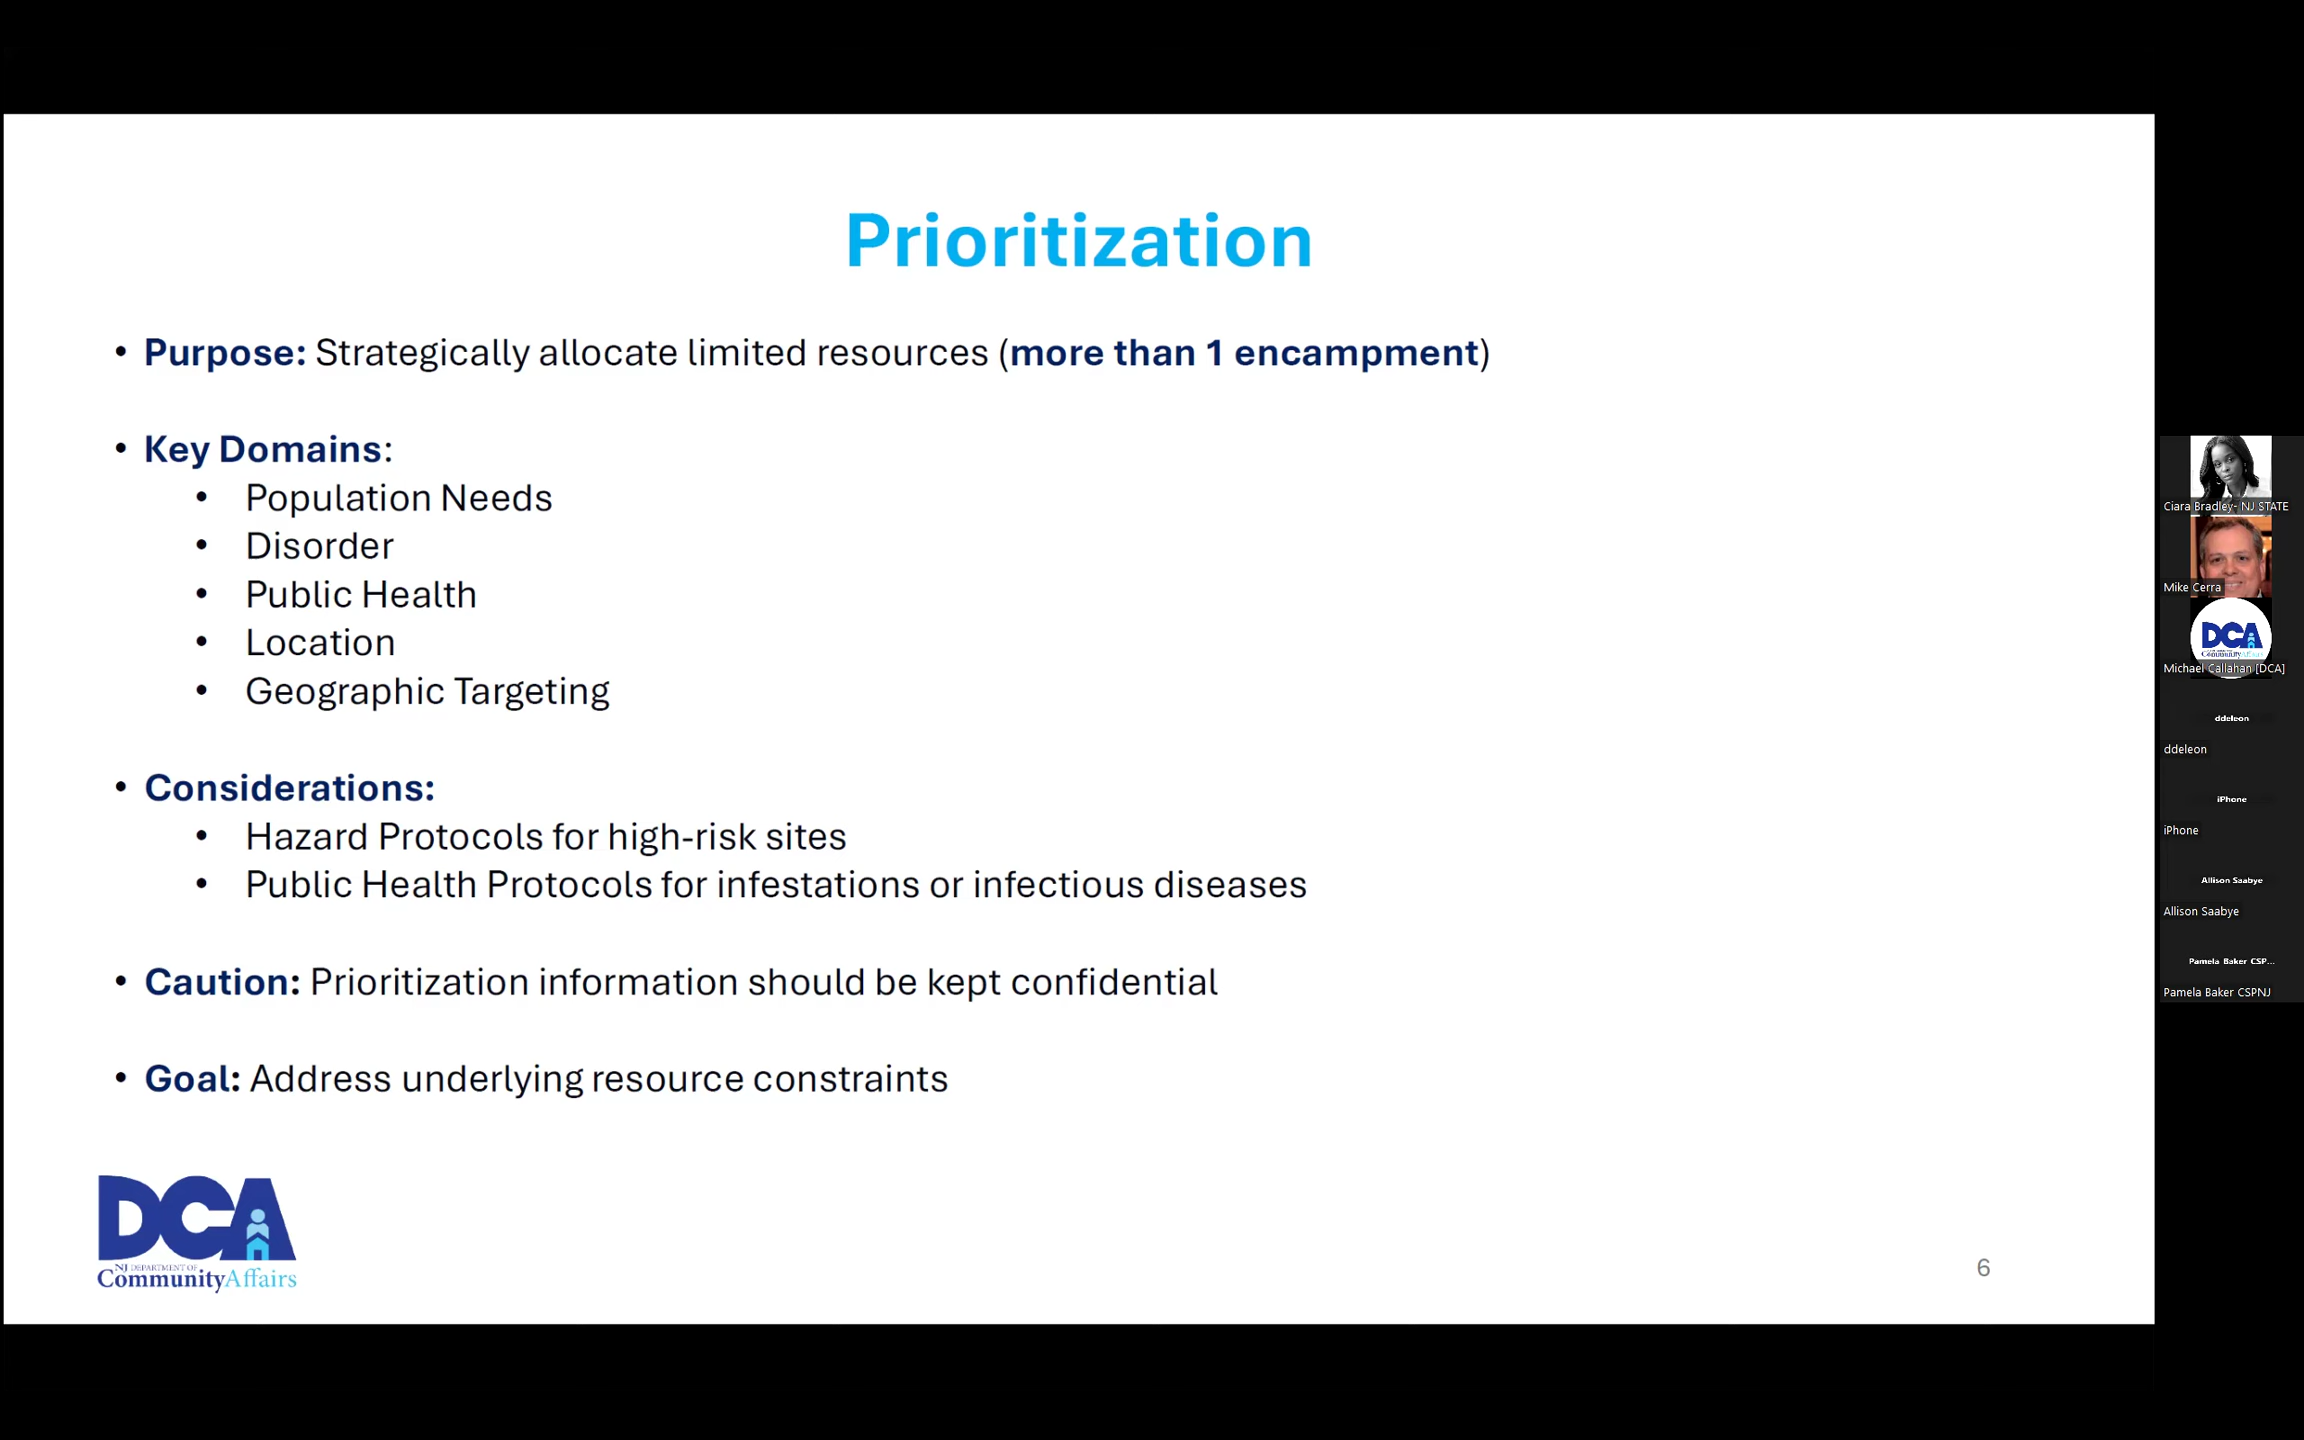 Prioritization
• Purpose: Strategically allocate limited resources (more than 1 encampment)
• Key Domains:
• Population Needs
• Disorder
• Public Health
• Location
• Geographic Targeting
• Considerations:
• Hazard Protocols for high-risk sites
• Public Health Protocols for infestations or infectious diseases
• Caution: Prioritization information should be kept confidential
• Goal: Address underlying resource constraints
DCA
NJ DEPARTMENT OF
CommunityAffairs
6
Ciara Bradley- NJ STATE
Mike Cerra
DCA
CommunityAffairs
Michael Callahan [DCA]
ddeleon
ddeleon
iPhone
iPhone
Allison Saabye
Allison Saabye
Pamela Baker CSP...
Pamela Baker CSPNJ